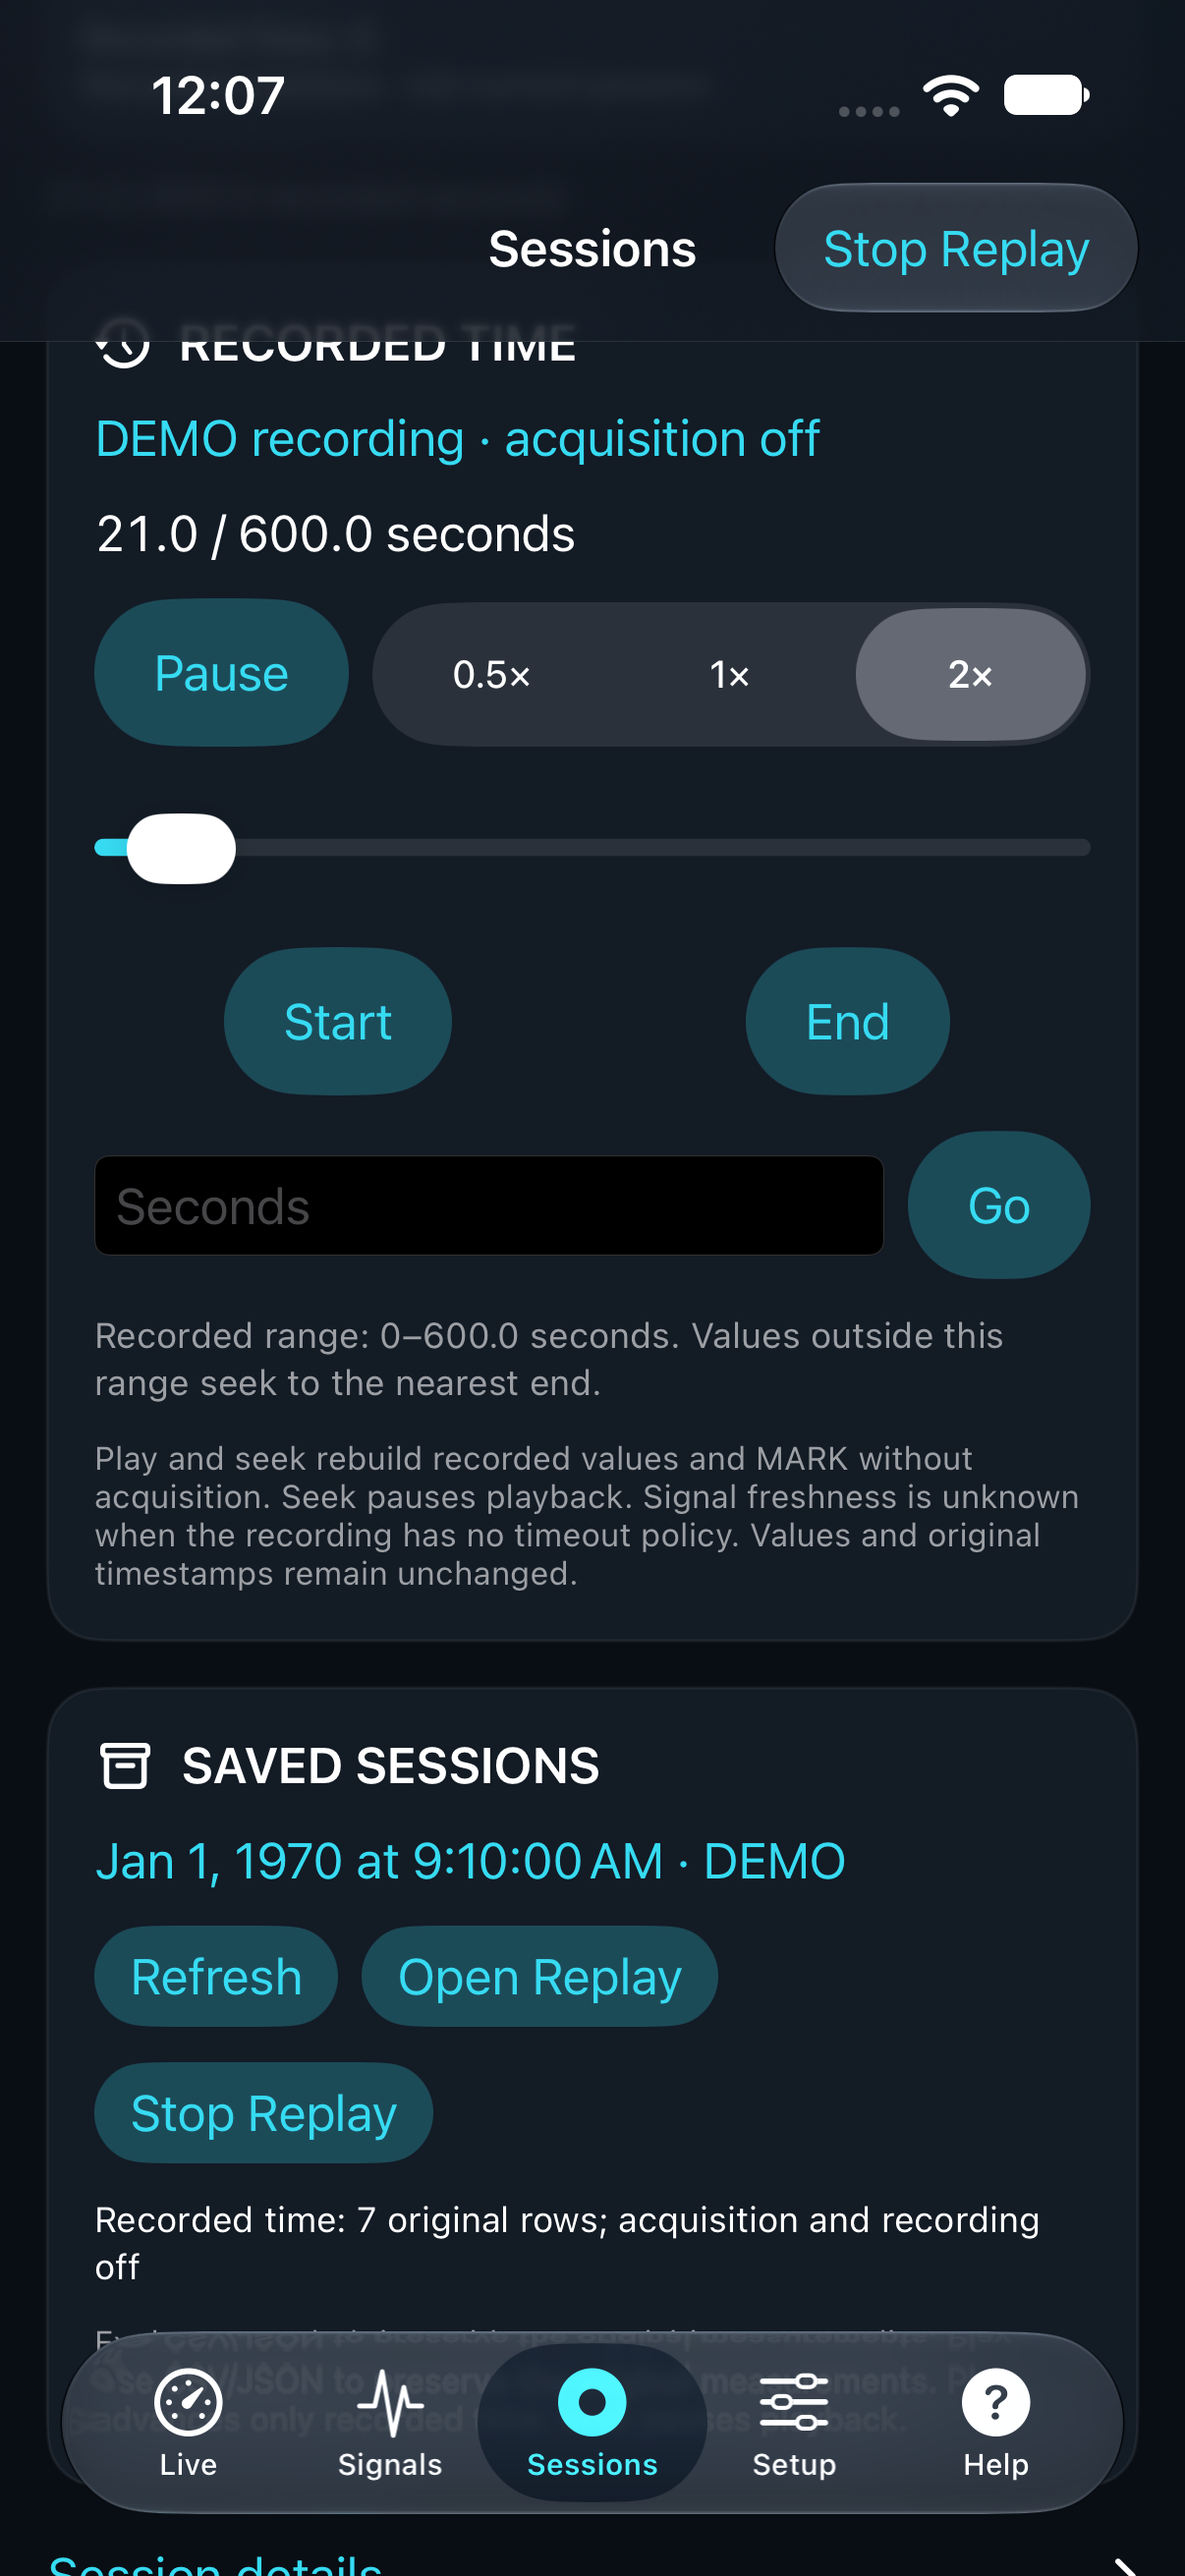 12:07
Sessions
Stop Replay
RECORDED TIME
DEMO recording · acquisition off
21.0 / 600.0 seconds
Pause
0.5×
1×
2×
Start
End
Seconds
Go
Recorded range: 0–600.0 seconds. Values outside this
range seek to the nearest end.
Play and seek rebuild recorded values and MARK without
acquisition. Seek pauses playback. Signal freshness is unknown
when the recording has no timeout policy. Values and original
timestamps remain unchanged.
SAVED SESSIONS
Jan 1, 1970 at 9:10:00 AM · DEMO
Refresh
Open Replay
Stop Replay
Recorded time: 7 original rows; acquisition and recording
off
Live
Signals
Sessions
Setup
Help
Session details